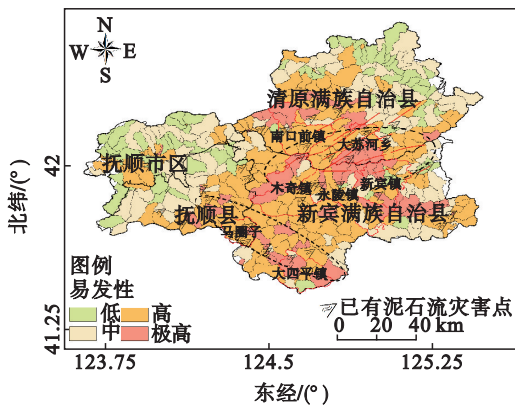 N
W E
S
清原满族自治县
南口前镇
大苏河乡
抚顺市区
木奇镇
永陵镇
新宾镇
抚顺县
新宾满族自治县
马圈子
大四平镇
图例
易发性
低
高
中
极高
已有泥石流灾害点
0 20 40 km
北纬/(°)
42
41.25
123.75 124.5 125.25
东经/(°)